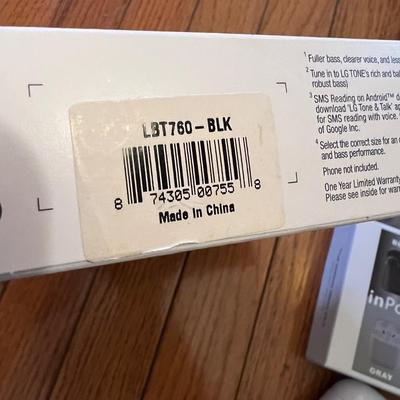 LBT760-BLK
8 74305 00755 8
Made In China
1 Fuller bass, clearer voice, and less
2 Tune in to LG TONE's rich and bal
robust bass)
3 SMS Reading on Android™ d
download "LG Tone & Talk" ap
for SMS reading with voice.
of Google Inc.
4 Select the correct size for an
and bass performance.
Phone not included.
One Year Limited Warranty
Please see inside for warr
inPo
GRAY